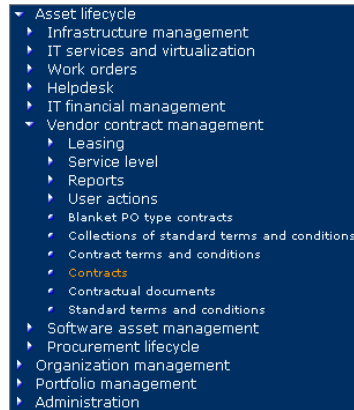 Asset lifecycle
Infrastructure management
IT services and virtualization
Work orders
Helpdesk
IT financial management
Vendor contract management
Leasing
Service level
Reports
User actions
Blanket PO type contracts
Collections of standard terms and conditions
Contract terms and conditions
Contracts
Contractual documents
Standard terms and conditions
Software asset management
Procurement lifecycle
Organization management
Portfolio management
Administration